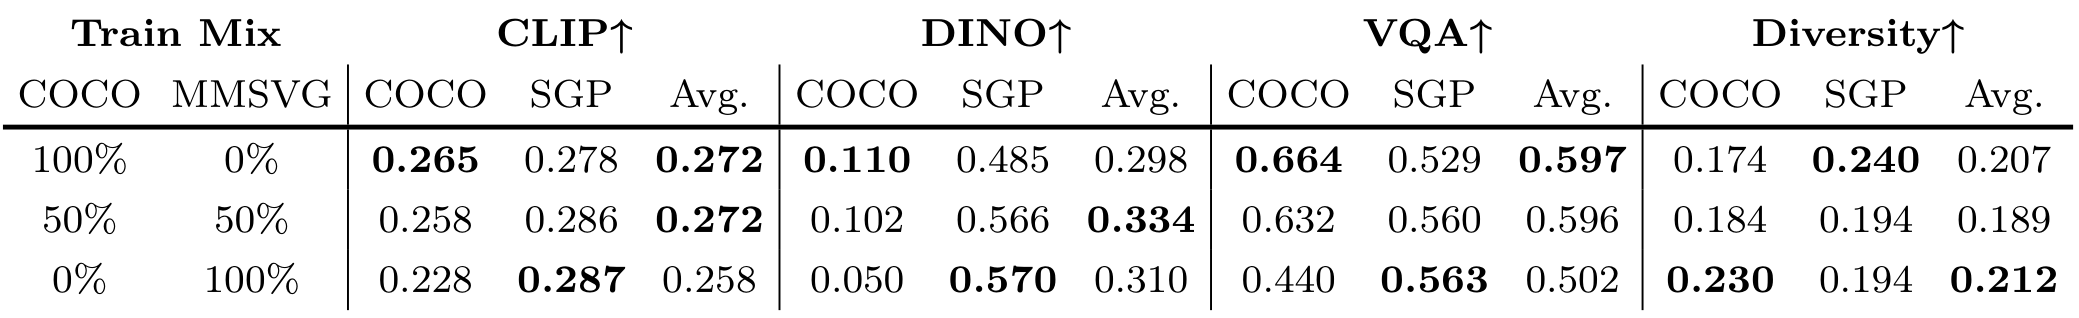 Train Mix CLIP↑ DINO↑ VQA↑ Diversity↑
COCO MMSVG COCO SGP Avg. COCO SGP Avg. COCO SGP Avg. COCO SGP Avg.
100% 0% 0.265 0.278 0.272 0.110 0.485 0.298 0.664 0.529 0.597 0.174 0.240 0.207
50% 50% 0.258 0.286 0.272 0.102 0.566 0.334 0.632 0.560 0.596 0.184 0.194 0.189
0% 100% 0.228 0.287 0.258 0.050 0.570 0.310 0.440 0.563 0.502 0.230 0.194 0.212